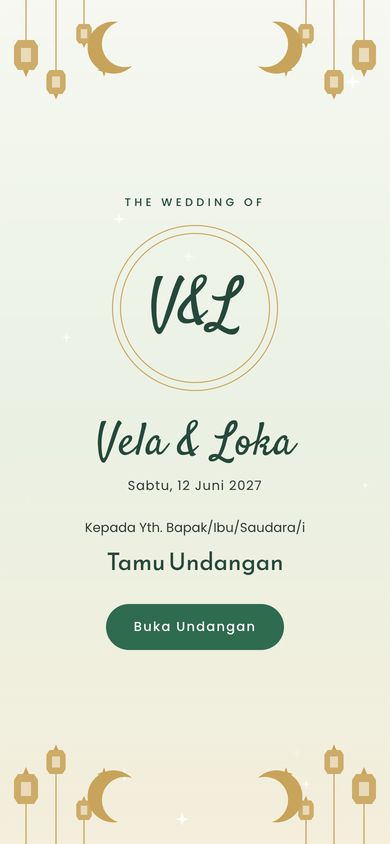 THE WEDDING OF
V&L
Vela & Loka
Sabtu, 12 Juni 2027
Kepada Yth. Bapak/Ibu/Saudara/i
Tamu Undangan
Buka Undangan